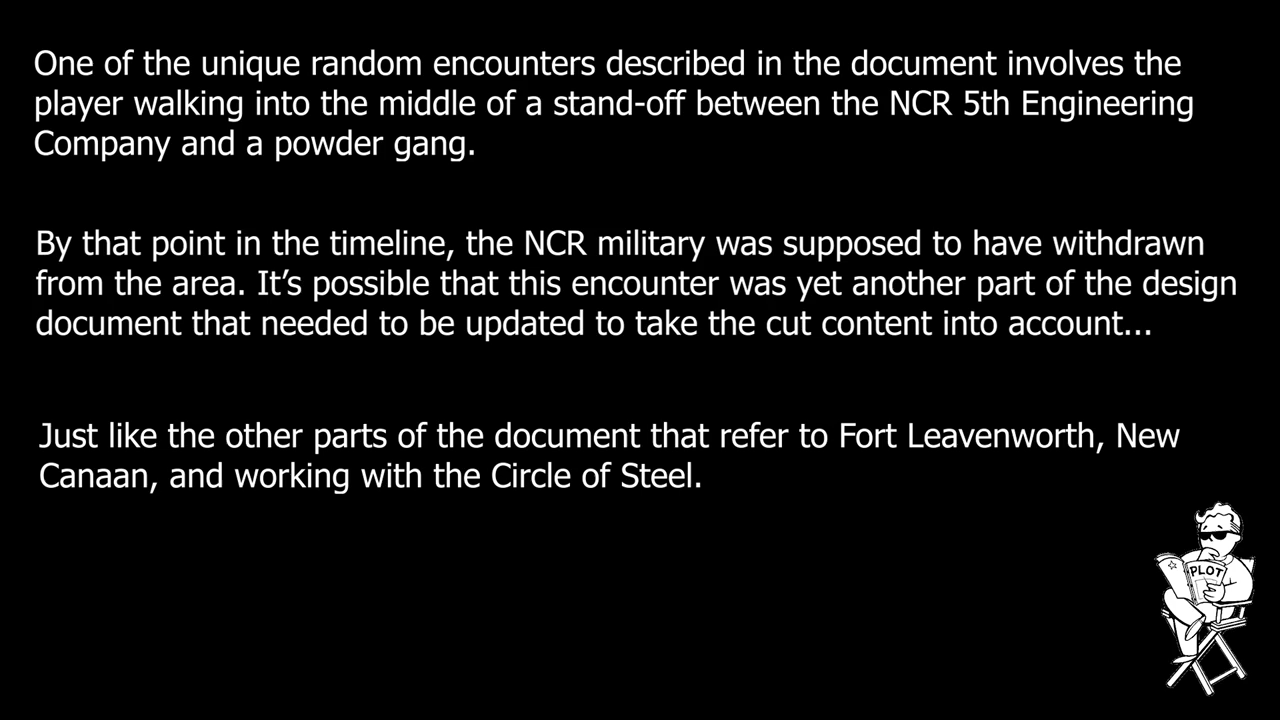 One of the unique random encounters described in the document involves the
player walking into the middle of a stand-off between the NCR 5th Engineering
Company and a powder gang.
By that point in the timeline, the NCR military was supposed to have withdrawn
from the area. It’s possible that this encounter was yet another part of the design
document that needed to be updated to take the cut content into account...
Just like the other parts of the document that refer to Fort Leavenworth, New
Canaan, and working with the Circle of Steel.
PLOT